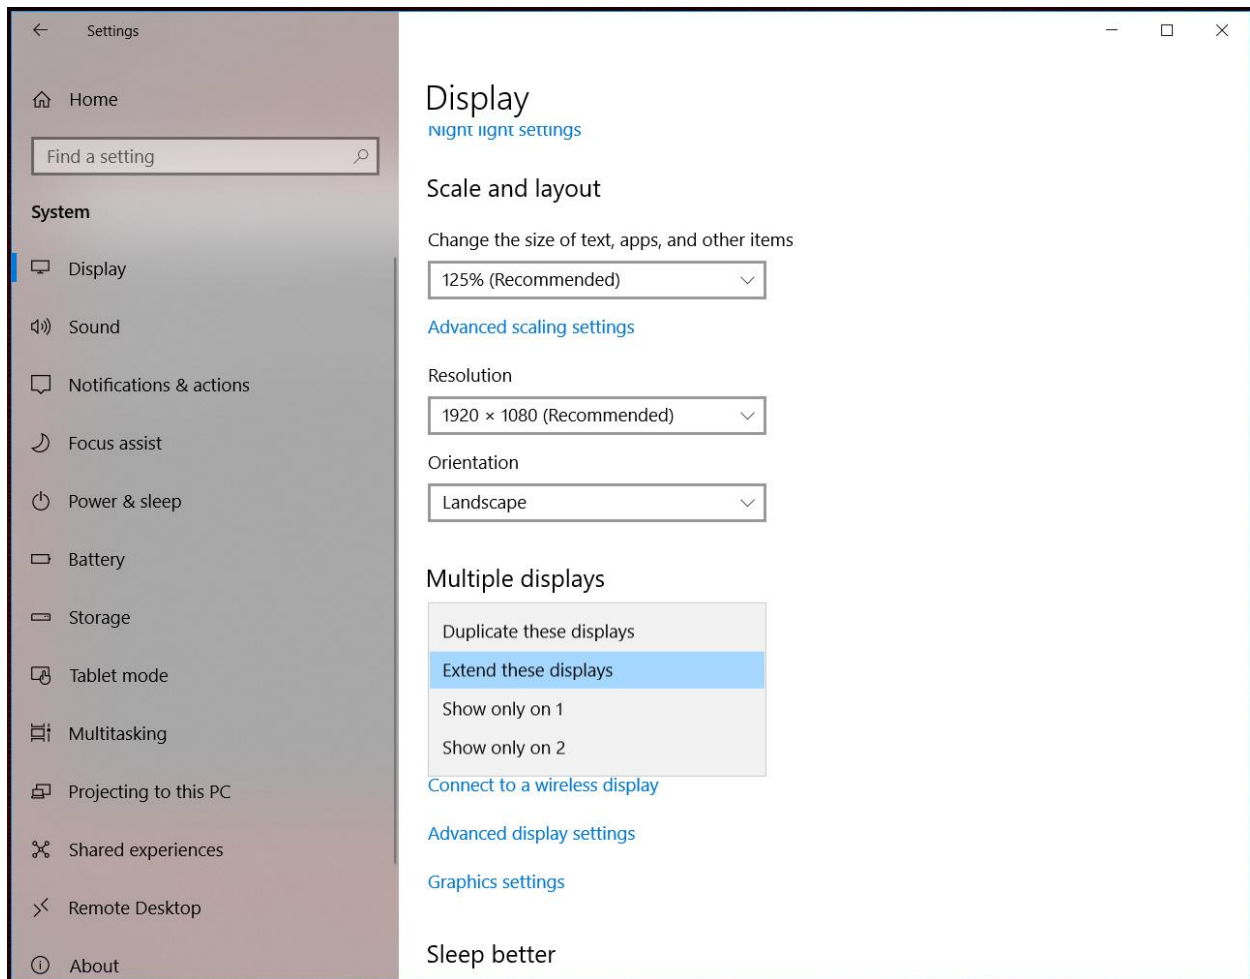 Settings
Home
Find a setting
System
Display
Sound
Notifications & actions
Focus assist
Power & sleep
Battery
Storage
Tablet mode
Multitasking
Projecting to this PC
Shared experiences
Remote Desktop
About
Display
Night light settings
Scale and layout
Change the size of text, apps, and other items
125% (Recommended)
Advanced scaling settings
Resolution
1920 × 1080 (Recommended)
Orientation
Landscape
Multiple displays
Duplicate these displays
Extend these displays
Show only on 1
Show only on 2
Connect to a wireless display
Advanced display settings
Graphics settings
Sleep better